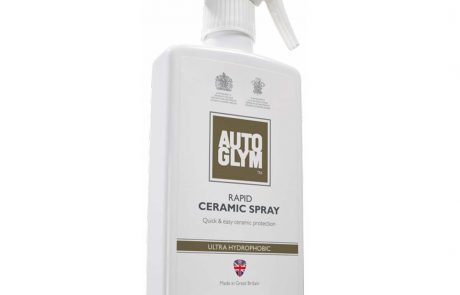 AUTO
GLYM
RAPID
CERAMIC SPRAY
Quick & easy ceramic protection
ULTRA HYDROPHOBIC
Made in Great Britain